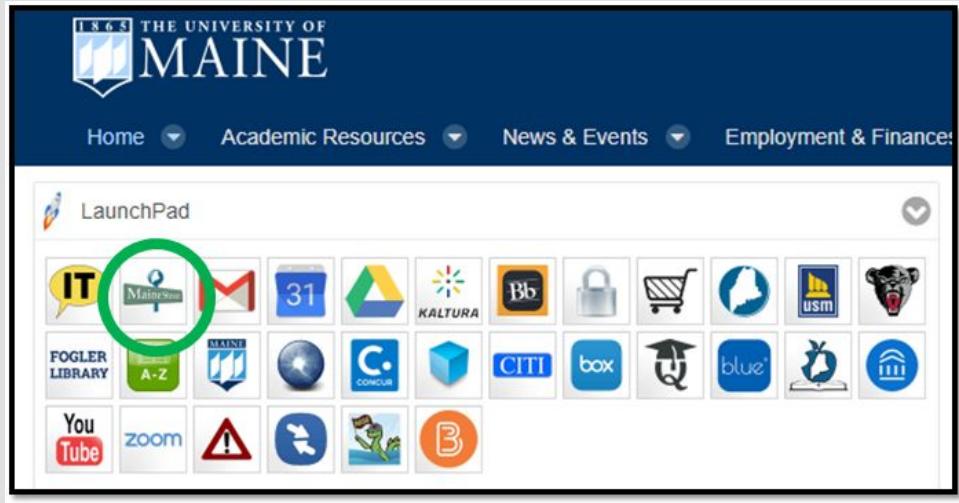 1865 THE UNIVERSITY OF
MAINE
Home Academic Resources News & Events Employment & Finances
LaunchPad
IT MaineStreet 31 KALTURA Bb usm
FOGLER
LIBRARY A-Z MAINE CONCUR CITI box Q blue
You
Tube zoom B